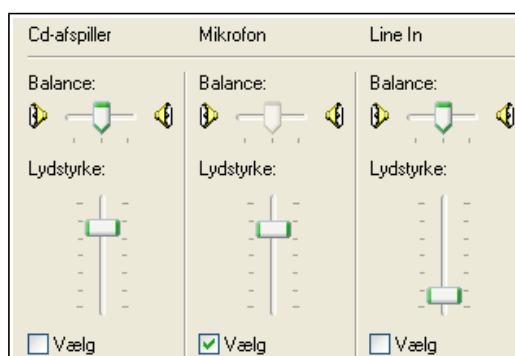 Cd-afspiller Mikrofon Line In
Balance: Balance: Balance:
Lydstyrke: Lydstyrke: Lydstyrke:
Vælg Vælg Vælg